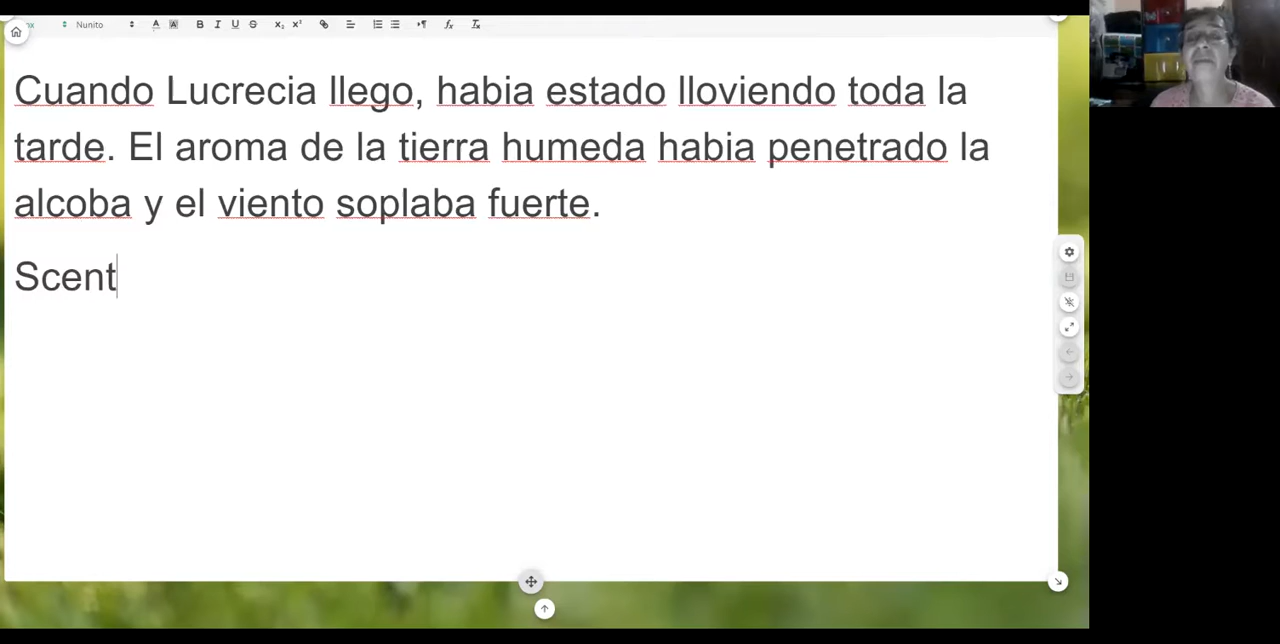 Nunito
Cuando Lucrecia llego, habia estado lloviendo toda la
tarde. El aroma de la tierra humeda habia penetrado la
alcoba y el viento soplaba fuerte.
Scent